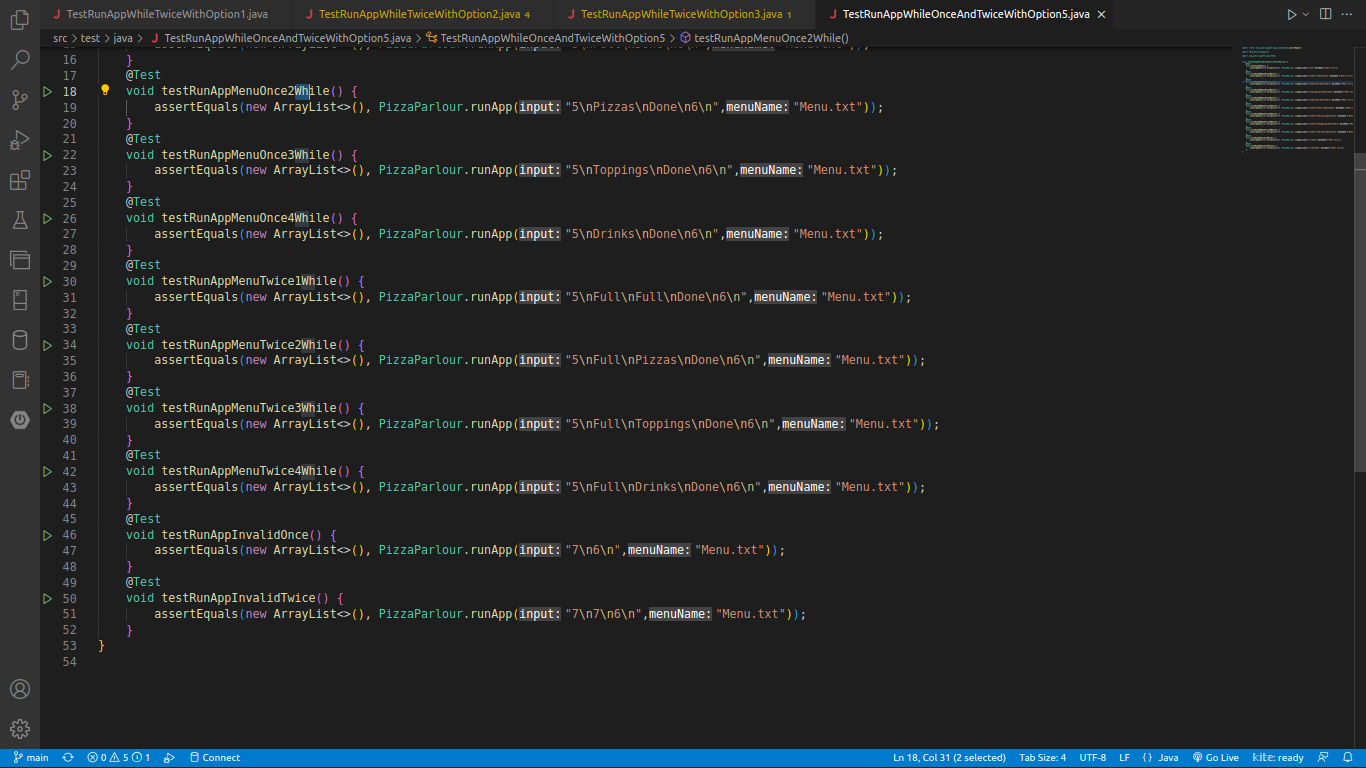 TestRunAppWhileTwiceWithOption1.java TestRunAppWhileTwiceWithOption2.java 4 TestRunAppWhileTwiceWithOption3.java 1 TestRunAppWhileOnceAndTwiceWithOption5.java
src > test > java > TestRunAppWhileOnceAndTwiceWithOption5.java > TestRunAppWhileOnceAndTwiceWithOption5 > testRunAppMenuOnce2While()
16 }
17 @Test
18 void testRunAppMenuOnce2While() {
19 assertEquals(new ArrayList<>(), PizzaParlour.runApp(input: "5\nPizzas\nDone\n6\n",menuName: "Menu.txt"));
20 }
21 @Test
22 void testRunAppMenuOnce3While() {
23 assertEquals(new ArrayList<>(), PizzaParlour.runApp(input: "5\nToppings\nDone\n6\n",menuName: "Menu.txt"));
24 }
25 @Test
26 void testRunAppMenuOnce4While() {
27 assertEquals(new ArrayList<>(), PizzaParlour.runApp(input: "5\nDrinks\nDone\n6\n",menuName: "Menu.txt"));
28 }
29 @Test
30 void testRunAppMenuTwice1While() {
31 assertEquals(new ArrayList<>(), PizzaParlour.runApp(input: "5\nFull\nFull\nDone\n6\n",menuName: "Menu.txt"));
32 }
33 @Test
34 void testRunAppMenuTwice2While() {
35 assertEquals(new ArrayList<>(), PizzaParlour.runApp(input: "5\nFull\nPizzas\nDone\n6\n",menuName: "Menu.txt"));
36 }
37 @Test
38 void testRunAppMenuTwice3While() {
39 assertEquals(new ArrayList<>(), PizzaParlour.runApp(input: "5\nFull\nToppings\nDone\n6\n",menuName: "Menu.txt"));
40 }
41 @Test
42 void testRunAppMenuTwice4While() {
43 assertEquals(new ArrayList<>(), PizzaParlour.runApp(input: "5\nFull\nDrinks\nDone\n6\n",menuName: "Menu.txt"));
44 }
45 @Test
46 void testRunAppInvalidOnce() {
47 assertEquals(new ArrayList<>(), PizzaParlour.runApp(input: "7\n6\n",menuName: "Menu.txt"));
48 }
49 @Test
50 void testRunAppInvalidTwice() {
51 assertEquals(new ArrayList<>(), PizzaParlour.runApp(input: "7\n7\n6\n",menuName: "Menu.txt"));
52 }
53 }
54
main 0 5 1 Connect Ln 18, Col 31 (2 selected) Tab Size: 4 UTF-8 LF {} Java Go Live kite: ready